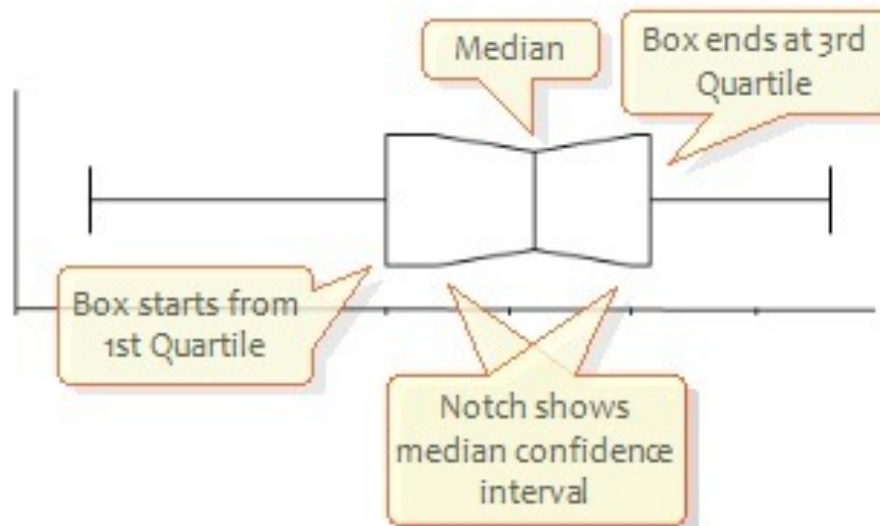 Median
Box ends at 3rd
Quartile
Box starts from
1st Quartile
Notch shows
median confidence
interval